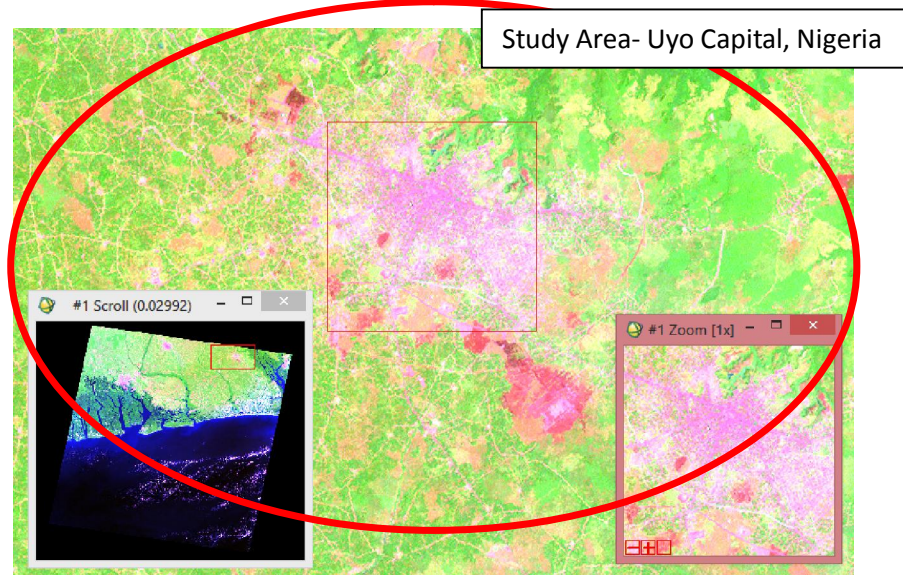 Study Area- Uyo Capital, Nigeria
#1 Scroll (0.02992)
#1 Zoom [1x]